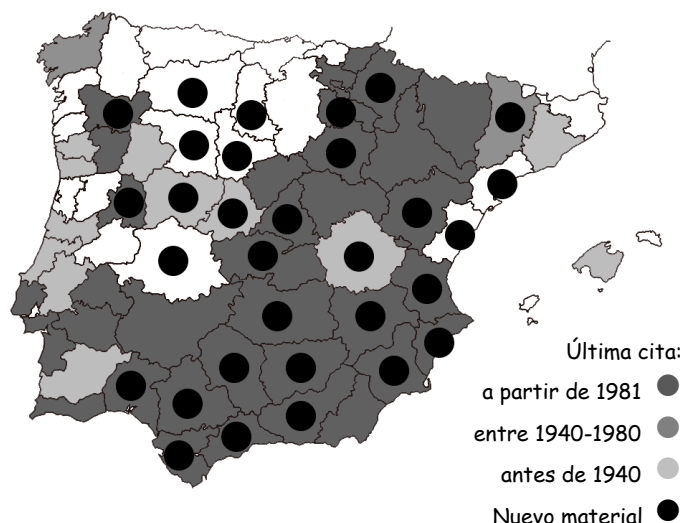 Última cita:
a partir de 1981
entre 1940-1980
antes de 1940
Nuevo material